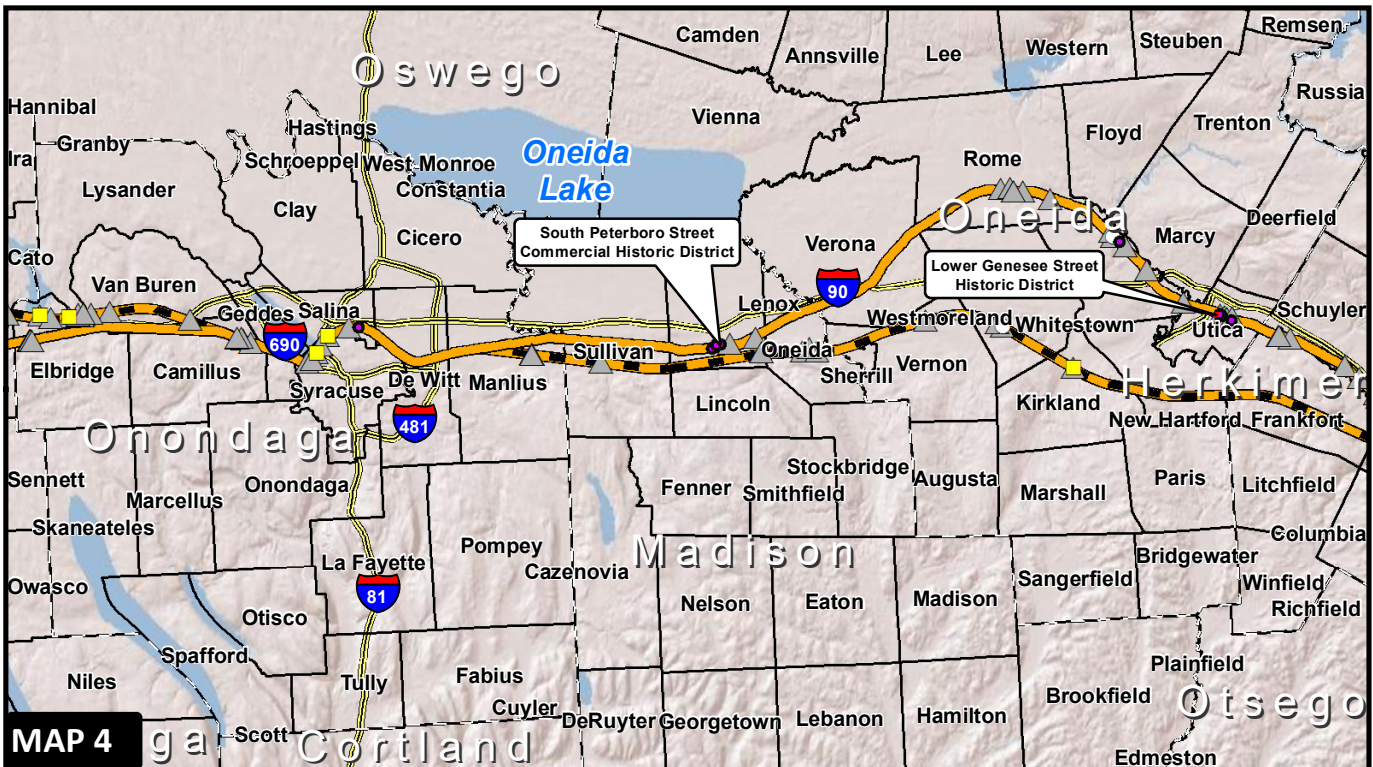 Camden
Annsville
Lee
Western
Steuben
Remsen
Oswego
Hannibal
Russia
Vienna
Hastings
Trenton
Floyd
Granby
Ira
Schroeppel
West Monroe
Oneida
Lake
Rome
Lysander
Constantia
Clay
Oneida
Deerfield
Cicero
South Peterboro Street
Commercial Historic District
Verona
Marcy
Cato
Lower Genesee Street
Historic District
Van Buren
90
Lenox
Geddes
Salina
Schuyler
Westmoreland
Whitestown
Utica
690
Sullivan
Oneida
Elbridge
Camillus
Syracuse
De Witt
Manlius
Sherrill
Vernon
Herkimer
Lincoln
Kirkland
New Hartford
Frankfort
481
Onondaga
Sennett
Onondaga
Marcellus
Stockbridge
Fenner
Smithfield
Augusta
Marshall
Paris
Litchfield
Skaneateles
Columbia
Pompey
Madison
La Fayette
Cazenovia
Bridgewater
Owasco
Sangerfield
Winfield
81
Nelson
Eaton
Madison
Richfield
Otisco
Spafford
Plainfield
Niles
Tully
Fabius
Brookfield
Otsego
Cuyler
DeRuyter
Georgetown
Lebanon
Hamilton
MAP 4
ga
Scott
Cortland
Edmeston